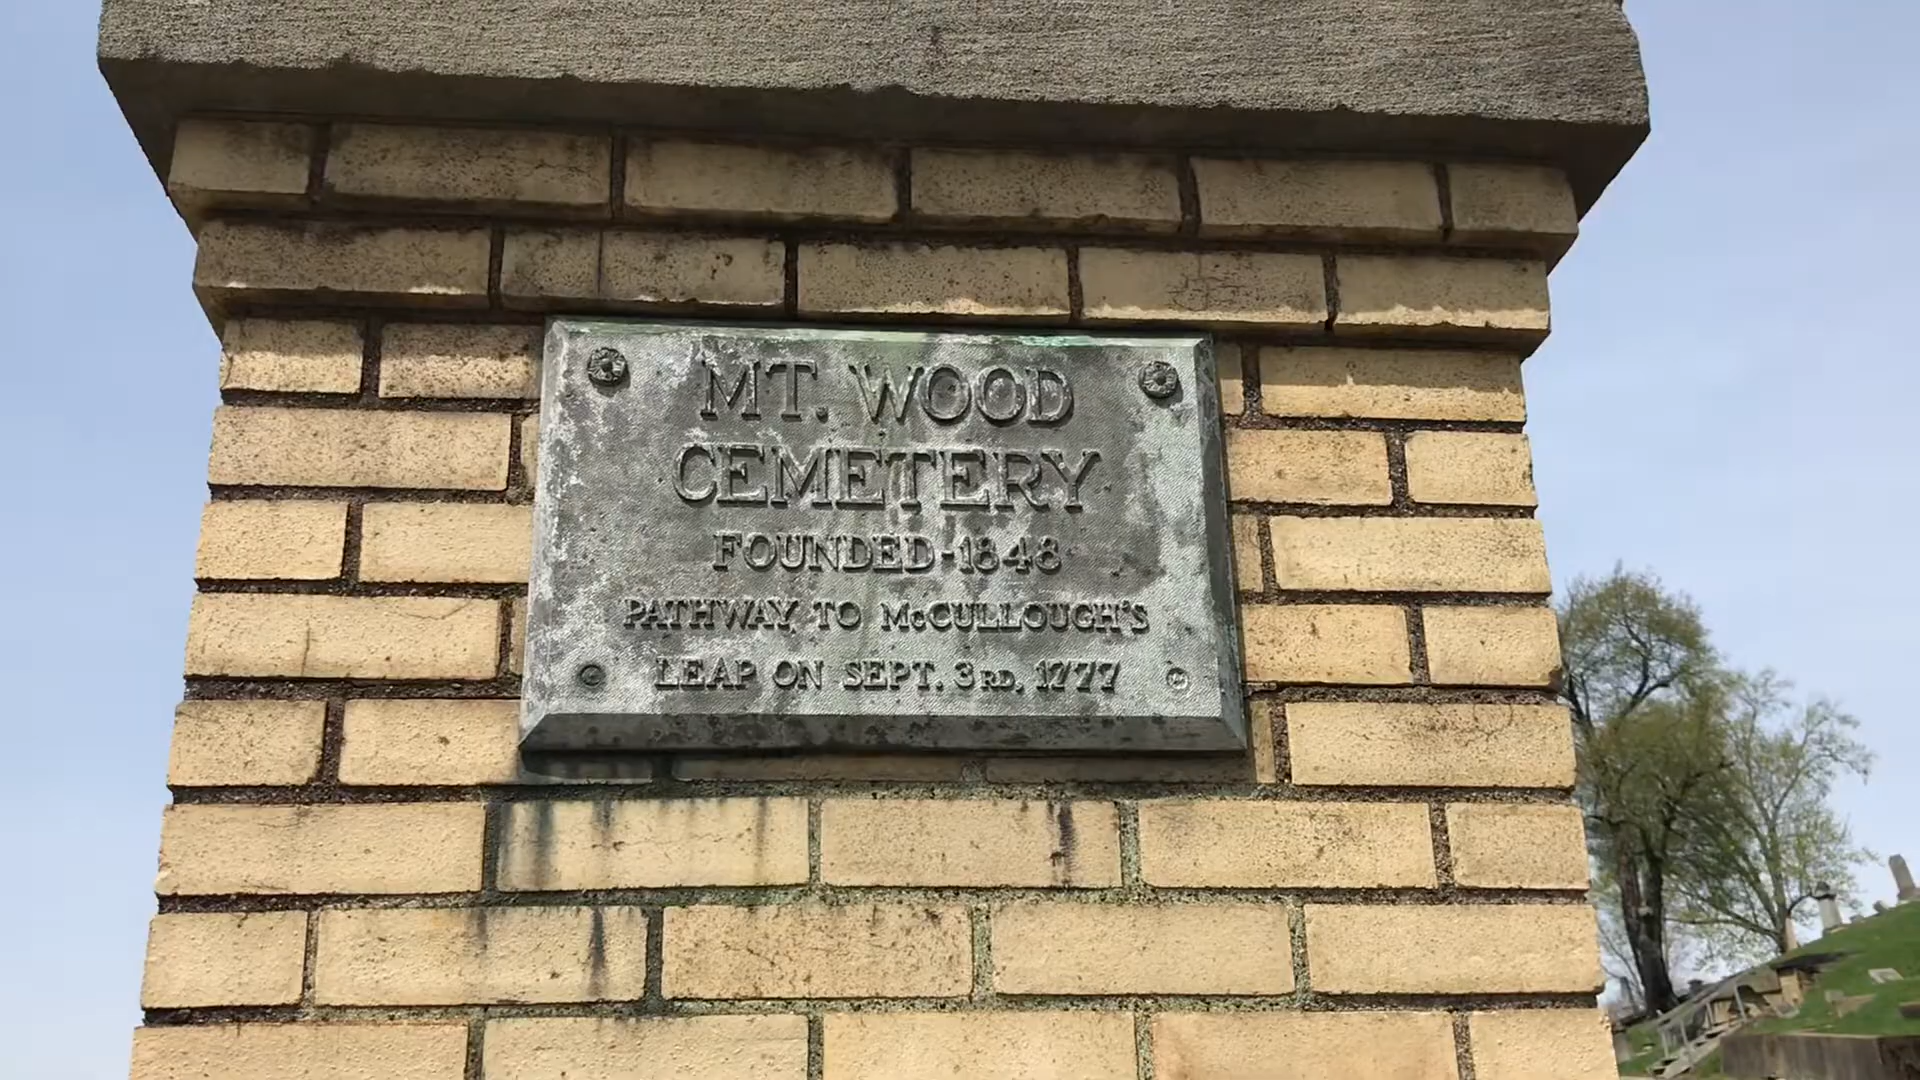 MT. WOOD
CEMETERY
FOUNDED-1848
PATHWAY TO McCULLOUGH'S
LEAP ON SEPT. 3RD, 1777